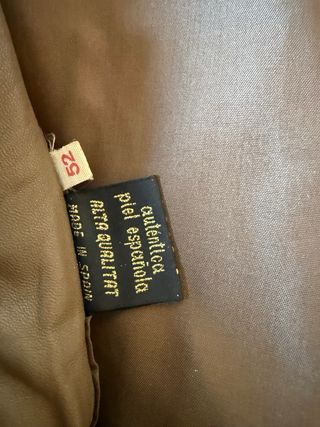 52
auténtica
piel española
ALTA QUALITAT
MADE IN SPAIN